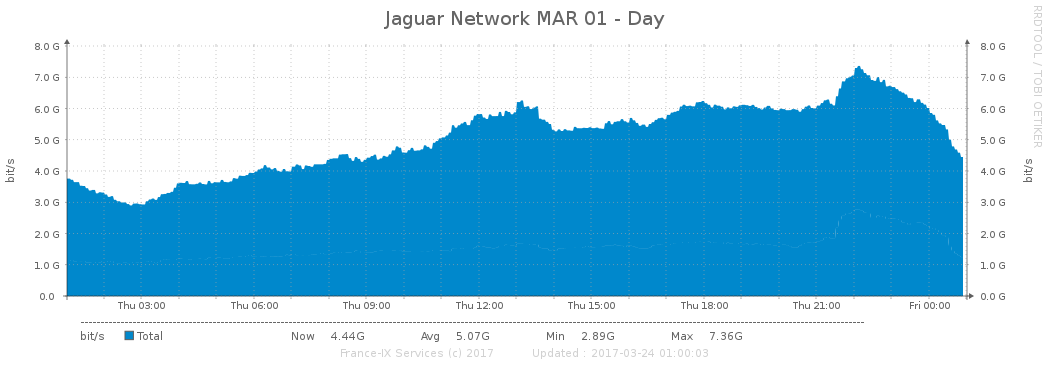 Jaguar Network MAR 01 - Day
RRDTOOL / TOBI OETIKER
bit/s
bit/s
8.0 G 8.0 G
7.0 G 7.0 G
6.0 G 6.0 G
5.0 G 5.0 G
4.0 G 4.0 G
3.0 G 3.0 G
2.0 G 2.0 G
1.0 G 1.0 G
0.0 0.0 G
Thu 03:00 Thu 06:00 Thu 09:00 Thu 12:00 Thu 15:00 Thu 18:00 Thu 21:00 Fri 00:00
bit/s Total Now 4.44G Avg 5.07G Min 2.89G Max 7.36G
France-IX Services (c) 2017 Updated : 2017-03-24 01:00:03